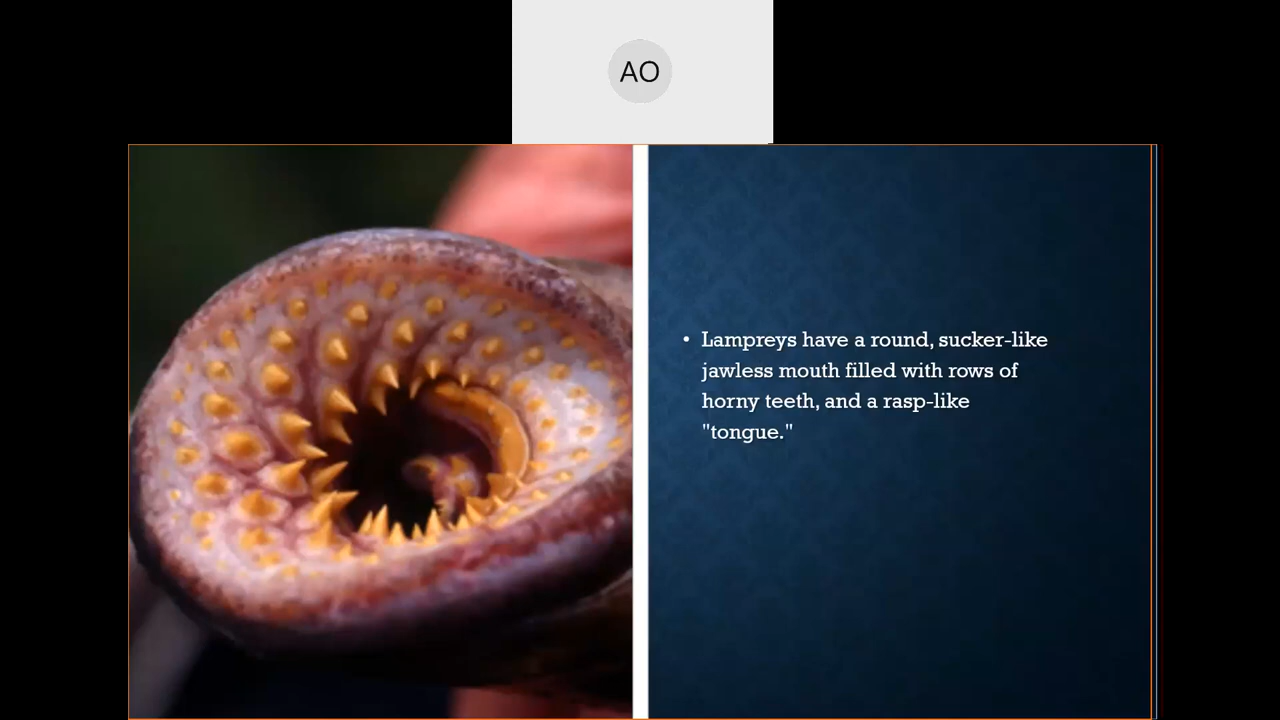 AO
• Lampreys have a round, sucker-like
jawless mouth filled with rows of
horny teeth, and a rasp-like
"tongue."